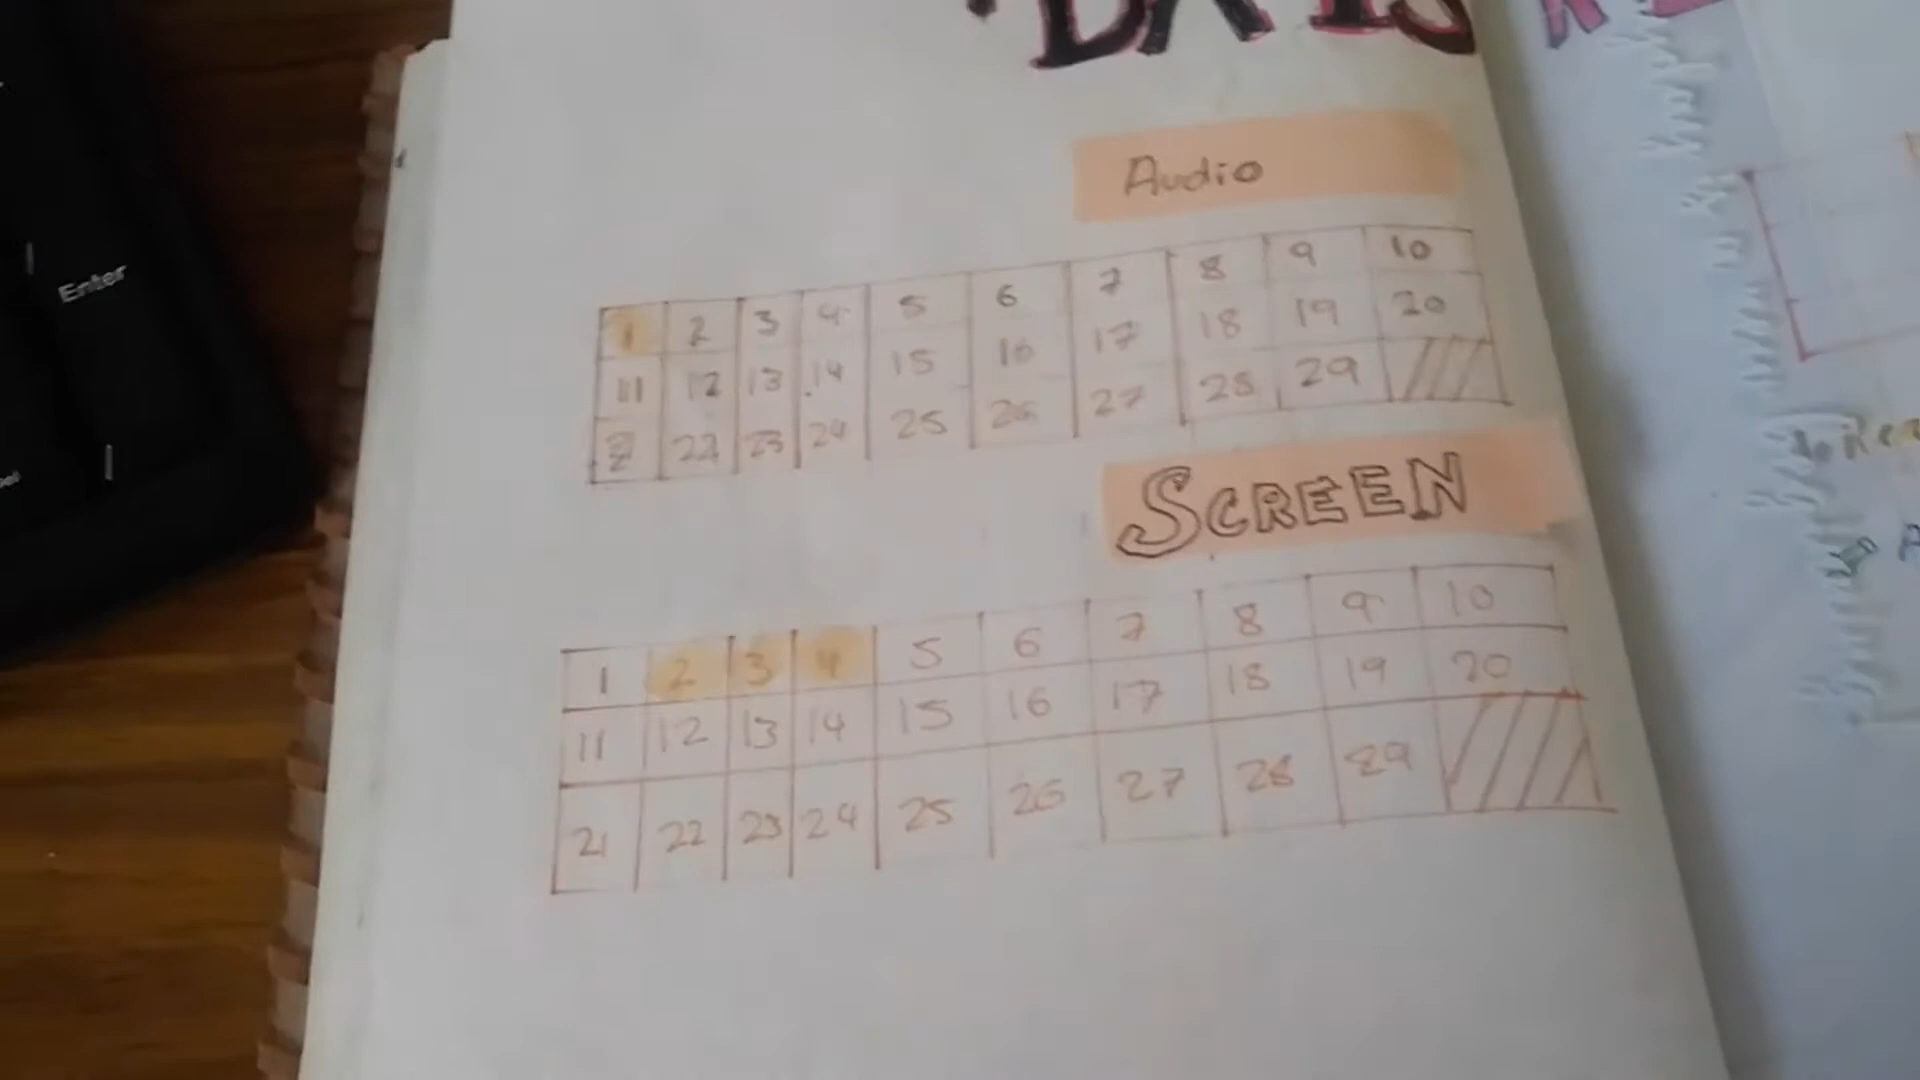 DAYS
Audio
1 2 3 4 5 6 7 8 9 10
11 12 13 14 15 16 17 18 19 20
21 22 23 24 25 26 27 28 29
SCREEN
1 2 3 4 5 6 7 8 9 10
11 12 13 14 15 16 17 18 19 20
21 22 23 24 25 26 27 28 29
Enter